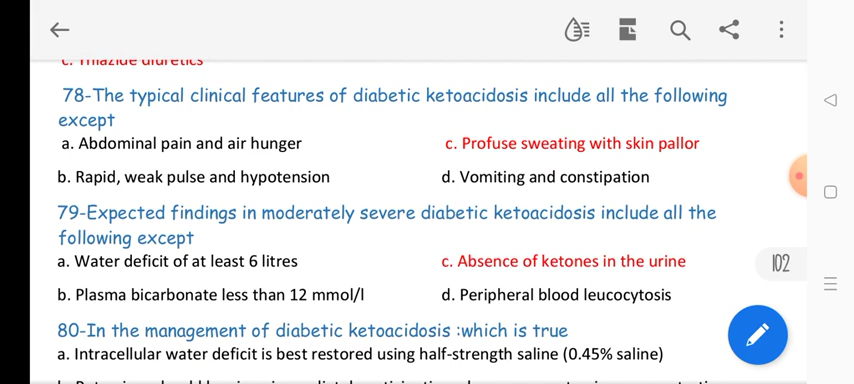 c. Thiazide diuretics
78-The typical clinical features of diabetic ketoacidosis include all the following
except
a. Abdominal pain and air hunger
c. Profuse sweating with skin pallor
b. Rapid, weak pulse and hypotension
d. Vomiting and constipation
79-Expected findings in moderately severe diabetic ketoacidosis include all the
following except
a. Water deficit of at least 6 litres
c. Absence of ketones in the urine
b. Plasma bicarbonate less than 12 mmol/l
d. Peripheral blood leucocytosis
102
80-In the management of diabetic ketoacidosis :which is true
a. Intracellular water deficit is best restored using half-strength saline (0.45% saline)